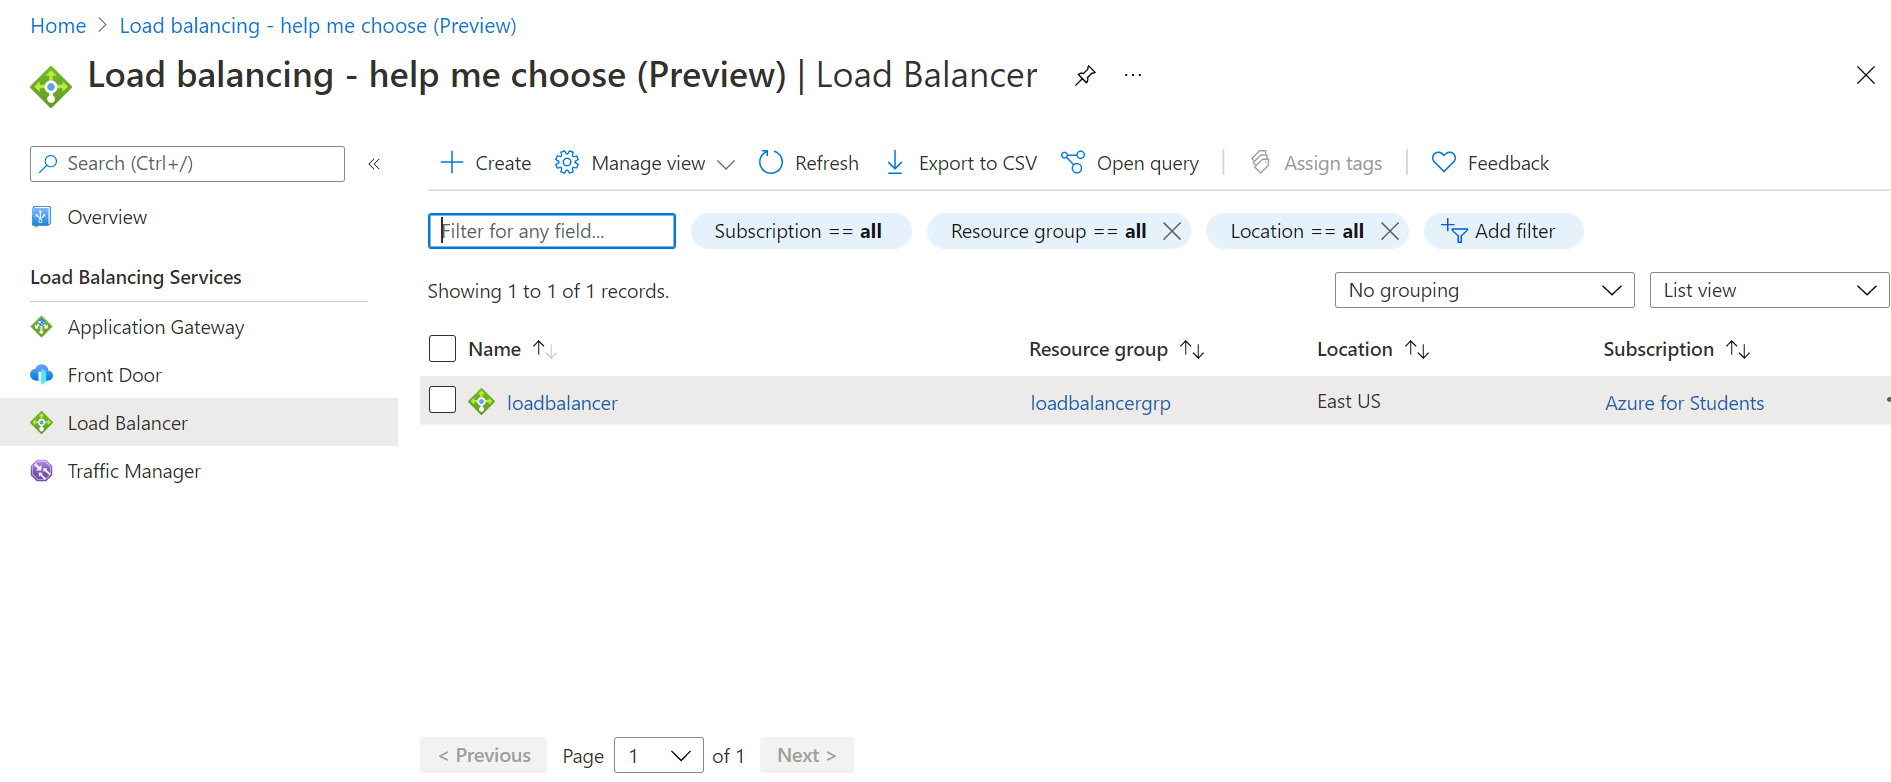 Home > Load balancing - help me choose (Preview)
Load balancing - help me choose (Preview) | Load Balancer ...
Search (Ctrl+/) «
Overview
Load Balancing Services
Application Gateway
Front Door
Load Balancer
Traffic Manager
+ Create Manage view Refresh Export to CSV Open query | Assign tags | Feedback
Filter for any field... Subscription == all Resource group == all Location == all Add filter
Showing 1 to 1 of 1 records. No grouping List view
Name Resource group Location Subscription
loadbalancer loadbalancergrp East US Azure for Students
< Previous Page 1 of 1 Next >